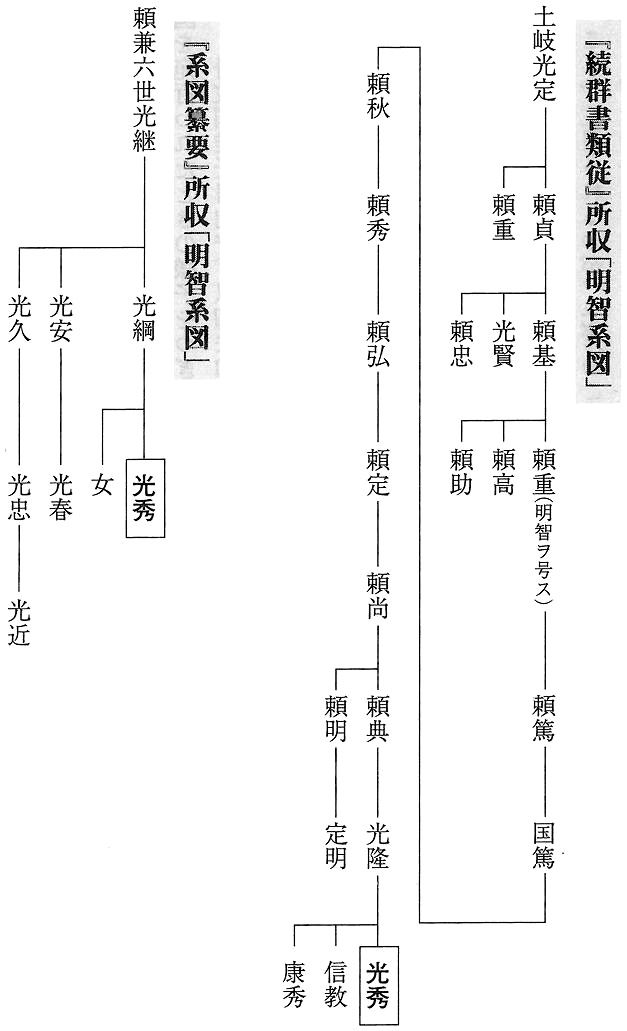 『続群書類従』所収「明智系図」
土岐光定
頼貞
頼重
頼基
光賢
頼忠
頼重(明智ヲ号ス)
頼高
頼助
頼篤
国篤
頼秋
頼秀
頼弘
頼定
頼尚
頼典
頼明
光隆
定明
光秀
信教
康秀
『系図纂要』所収「明智系図」
頼兼六世光継
光綱
光安
光久
光秀
女
光春
光忠
光近